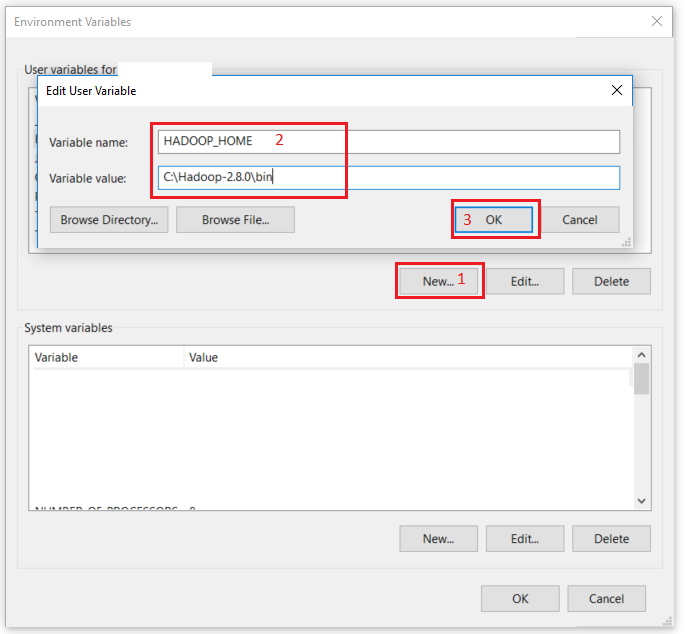 Environment Variables
User variables for
Edit User Variable
Variable name: HADOOP_HOME 2
Variable value: C:\Hadoop-2.8.0\bin
Browse Directory... Browse File... 3 OK Cancel
New... 1 Edit... Delete
System variables
Variable Value
NUMBER_OF_PROCESSORS
New... Edit... Delete
OK Cancel